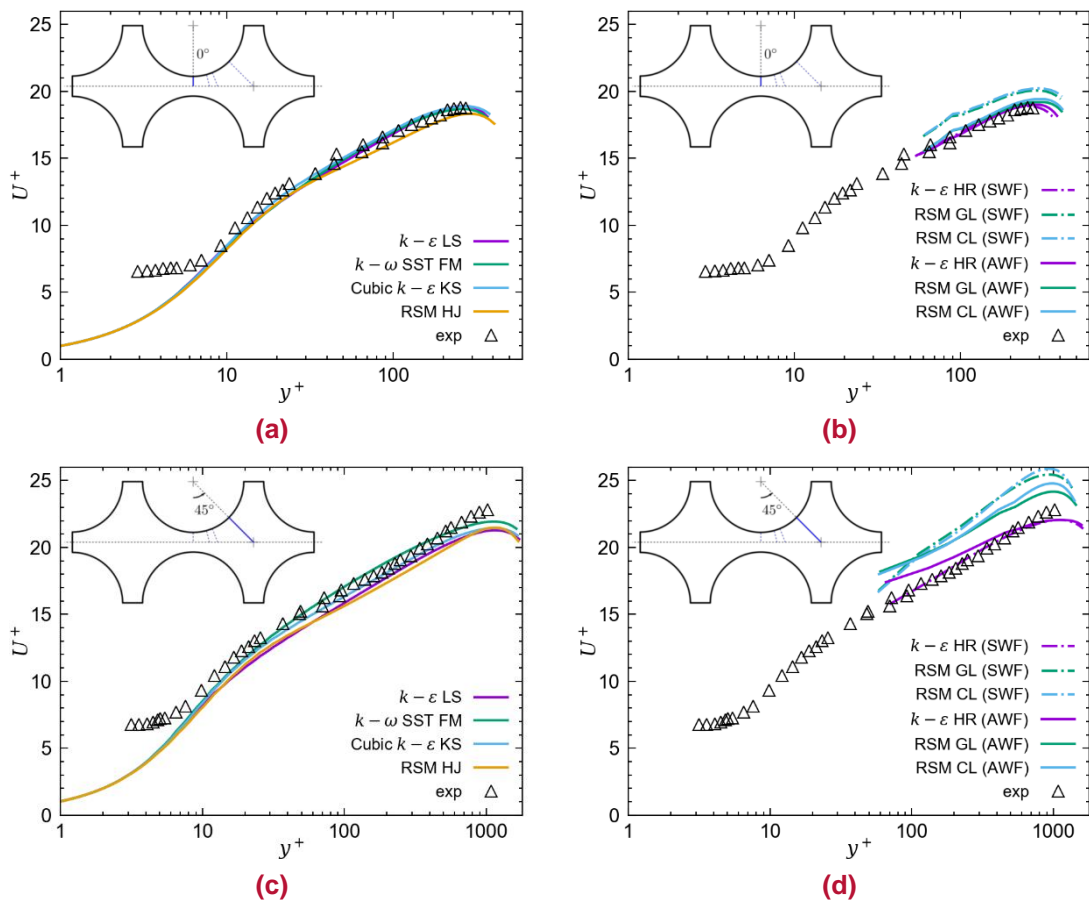 25
20
15
10
5
0
U⁺
0°
k − ε LS
k − ω SST FM
Cubic k − ε KS
RSM HJ
exp
1 10 100
y⁺
(a)
25
20
15
10
5
0
U⁺
0°
k − ε HR (SWF)
RSM GL (SWF)
RSM CL (SWF)
k − ε HR (AWF)
RSM GL (AWF)
RSM CL (AWF)
exp
1 10 100
y⁺
(b)
25
20
15
10
5
0
U⁺
45°
k − ε LS
k − ω SST FM
Cubic k − ε KS
RSM HJ
exp
1 10 100 1000
y⁺
(c)
25
20
15
10
5
0
U⁺
45°
k − ε HR (SWF)
RSM GL (SWF)
RSM CL (SWF)
k − ε HR (AWF)
RSM GL (AWF)
RSM CL (AWF)
exp
1 10 100 1000
y⁺
(d)